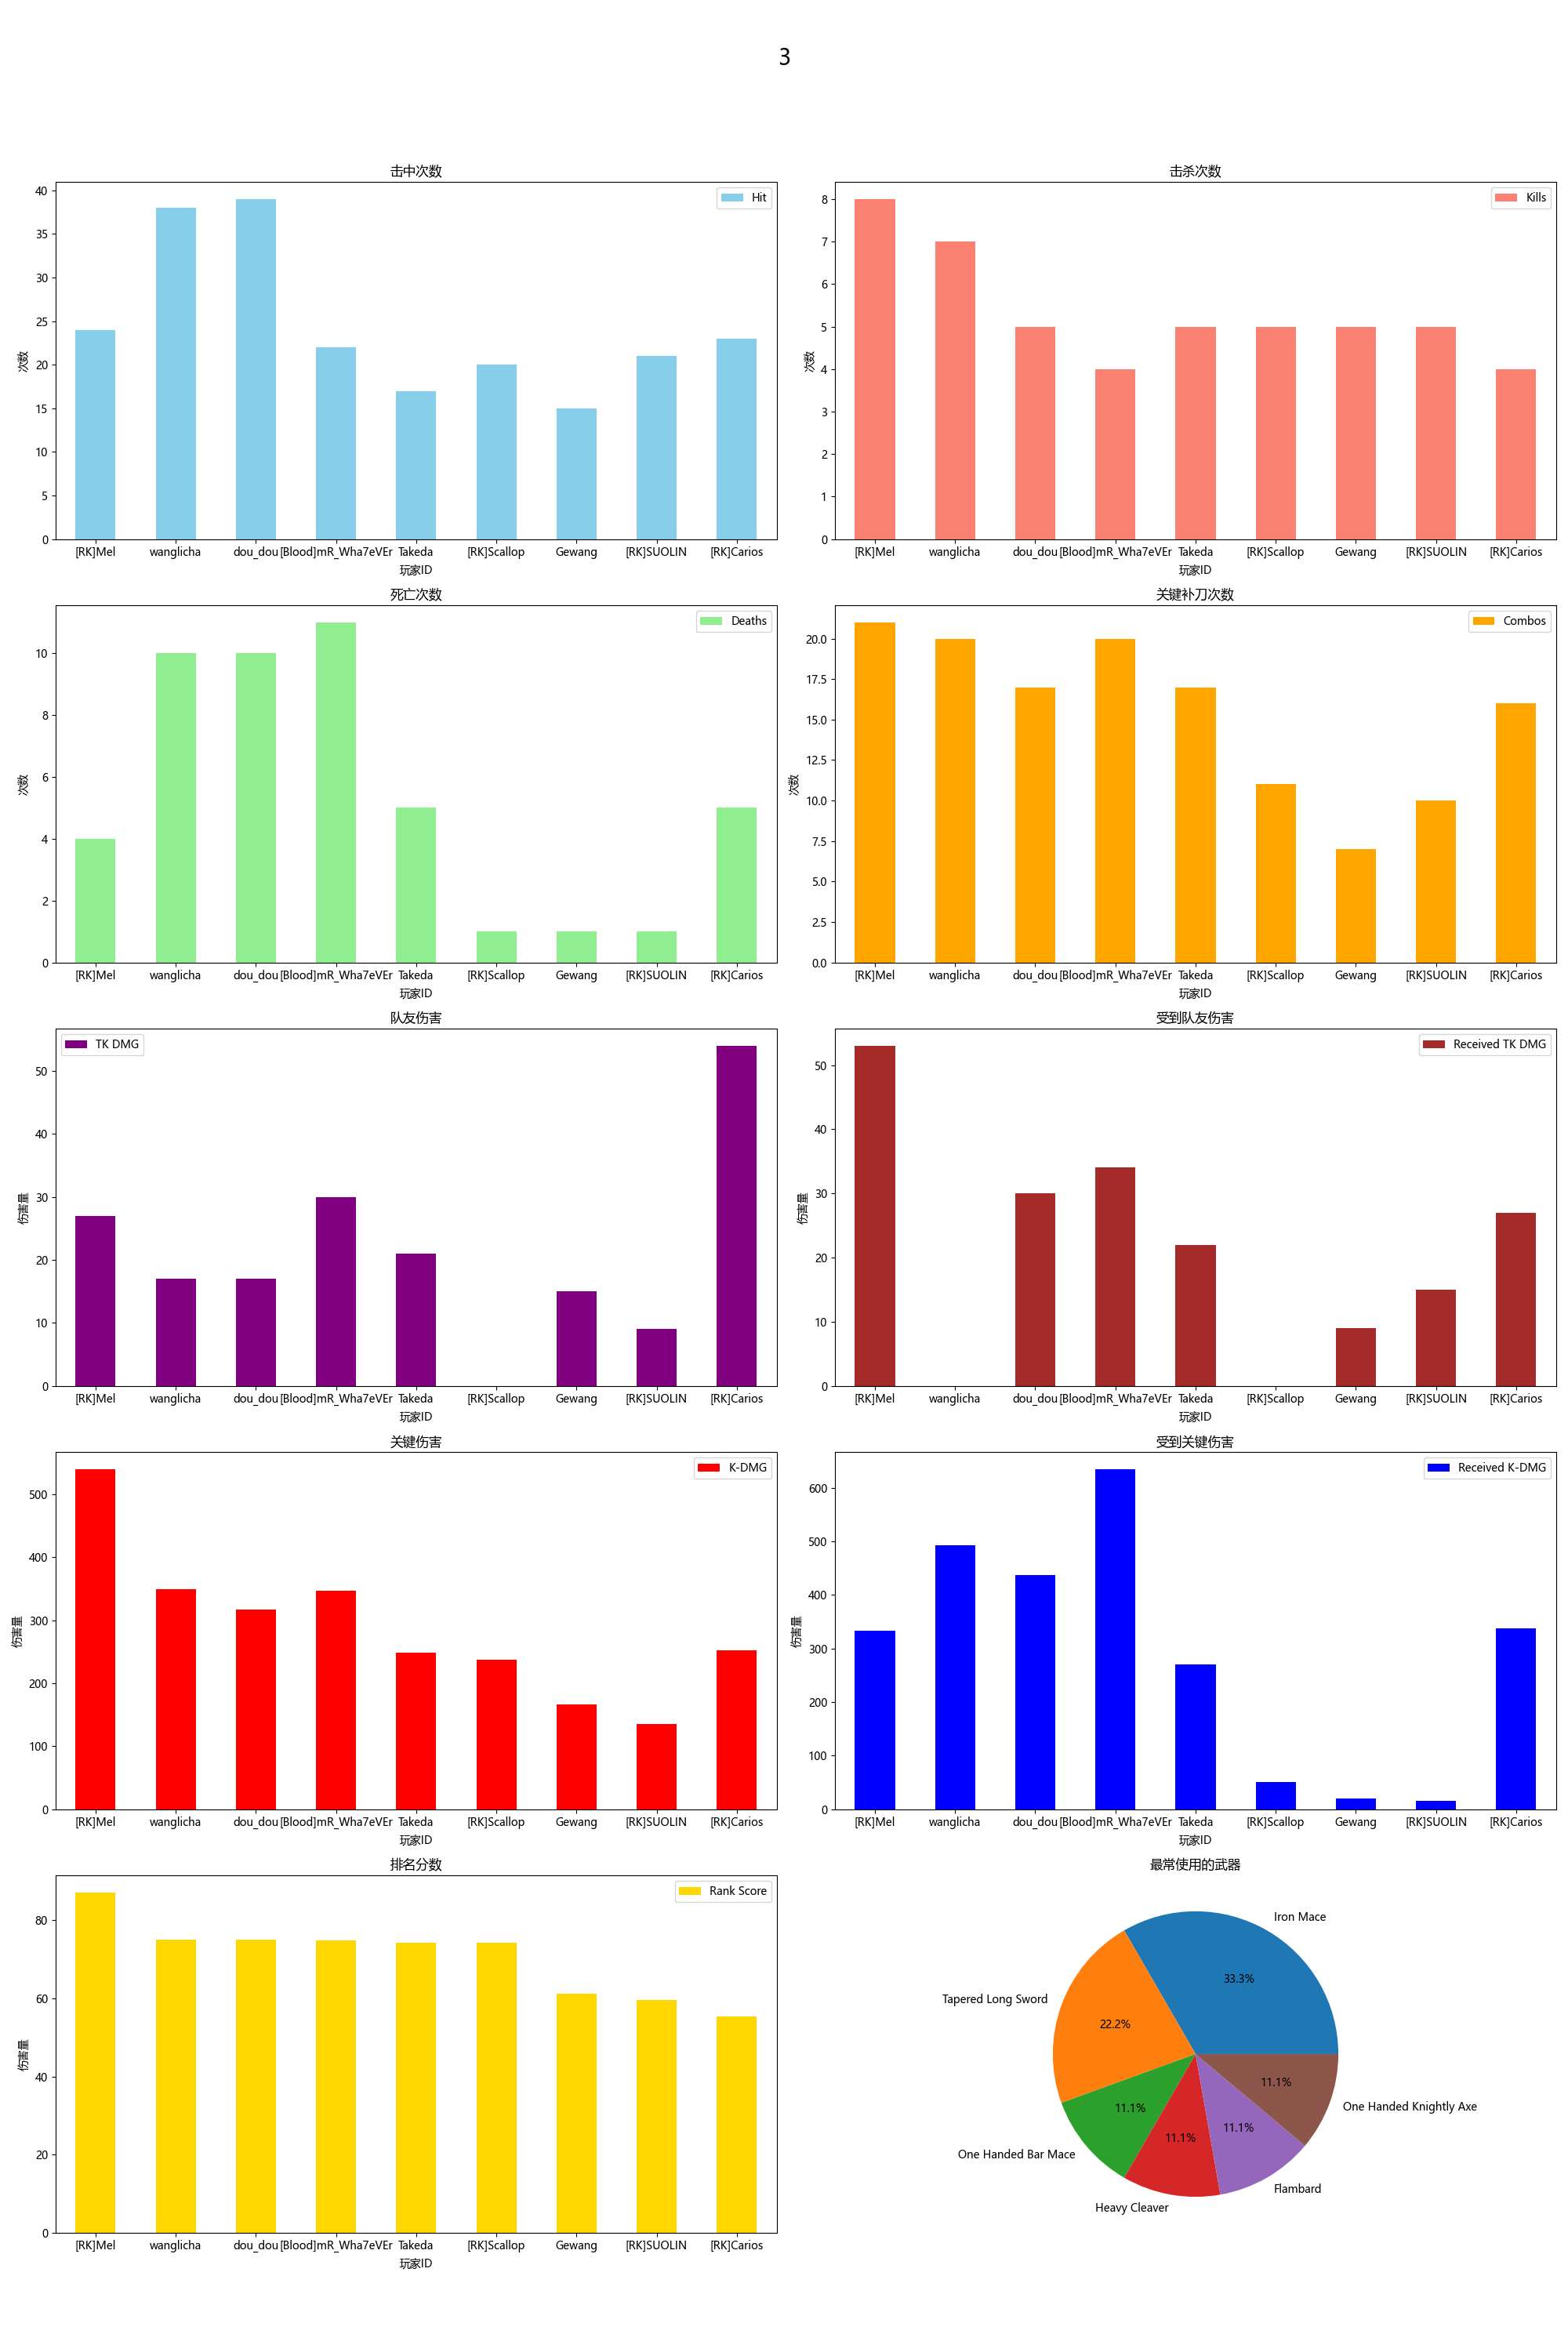 3
击中次数
Hit
40
35
30
25
20
15
10
5
0
次数
[RK]Mel wanglicha dou_dou [Blood]mR_Wha7eVEr Takeda [RK]Scallop Gewang [RK]SUOLIN [RK]Carios
玩家ID
击杀次数
Kills
8
7
6
5
4
3
2
1
0
次数
[RK]Mel wanglicha dou_dou [Blood]mR_Wha7eVEr Takeda [RK]Scallop Gewang [RK]SUOLIN [RK]Carios
玩家ID
死亡次数
Deaths
10
8
6
4
2
0
次数
[RK]Mel wanglicha dou_dou [Blood]mR_Wha7eVEr Takeda [RK]Scallop Gewang [RK]SUOLIN [RK]Carios
玩家ID
关键补刀次数
Combos
20.0
17.5
15.0
12.5
10.0
7.5
5.0
2.5
0.0
次数
[RK]Mel wanglicha dou_dou [Blood]mR_Wha7eVEr Takeda [RK]Scallop Gewang [RK]SUOLIN [RK]Carios
玩家ID
队友伤害
TK DMG
50
40
30
20
10
0
伤害量
[RK]Mel wanglicha dou_dou [Blood]mR_Wha7eVEr Takeda [RK]Scallop Gewang [RK]SUOLIN [RK]Carios
玩家ID
受到队友伤害
Received TK DMG
50
40
30
20
10
0
伤害量
[RK]Mel wanglicha dou_dou [Blood]mR_Wha7eVEr Takeda [RK]Scallop Gewang [RK]SUOLIN [RK]Carios
玩家ID
关键伤害
K-DMG
500
400
300
200
100
0
伤害量
[RK]Mel wanglicha dou_dou [Blood]mR_Wha7eVEr Takeda [RK]Scallop Gewang [RK]SUOLIN [RK]Carios
玩家ID
受到关键伤害
Received K-DMG
600
500
400
300
200
100
0
伤害量
[RK]Mel wanglicha dou_dou [Blood]mR_Wha7eVEr Takeda [RK]Scallop Gewang [RK]SUOLIN [RK]Carios
玩家ID
排名分数
Rank Score
80
60
40
20
0
伤害量
[RK]Mel wanglicha dou_dou [Blood]mR_Wha7eVEr Takeda [RK]Scallop Gewang [RK]SUOLIN [RK]Carios
玩家ID
最常使用的武器
Iron Mace
33.3%
Tapered Long Sword
22.2%
One Handed Bar Mace
11.1%
Heavy Cleaver
11.1%
Flambard
11.1%
One Handed Knightly Axe
11.1%